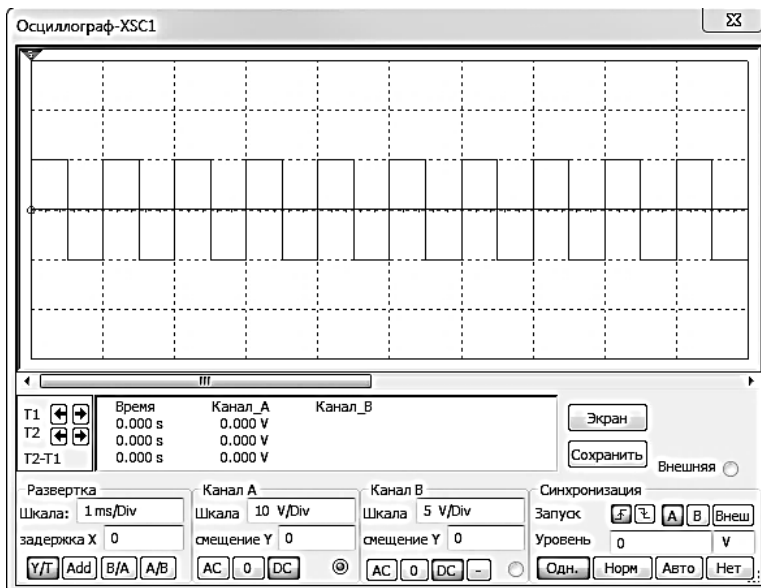 Осциллограф-XSC1
T1
T2
T2-T1
Время Канал_A Канал_B
0.000 s 0.000 V
0.000 s 0.000 V
0.000 s 0.000 V
Экран
Сохранить
Внешняя
Развертка
Шкала: 1 ms/Div
задержка X 0
Y/T Add B/A A/B
Канал A
Шкала 10 V/Div
смещение Y 0
AC 0 DC
Канал B
Шкала 5 V/Div
смещение Y 0
AC 0 DC -
Синхронизация
Запуск A B Внеш
Уровень 0 V
Одн. Норм Авто Нет